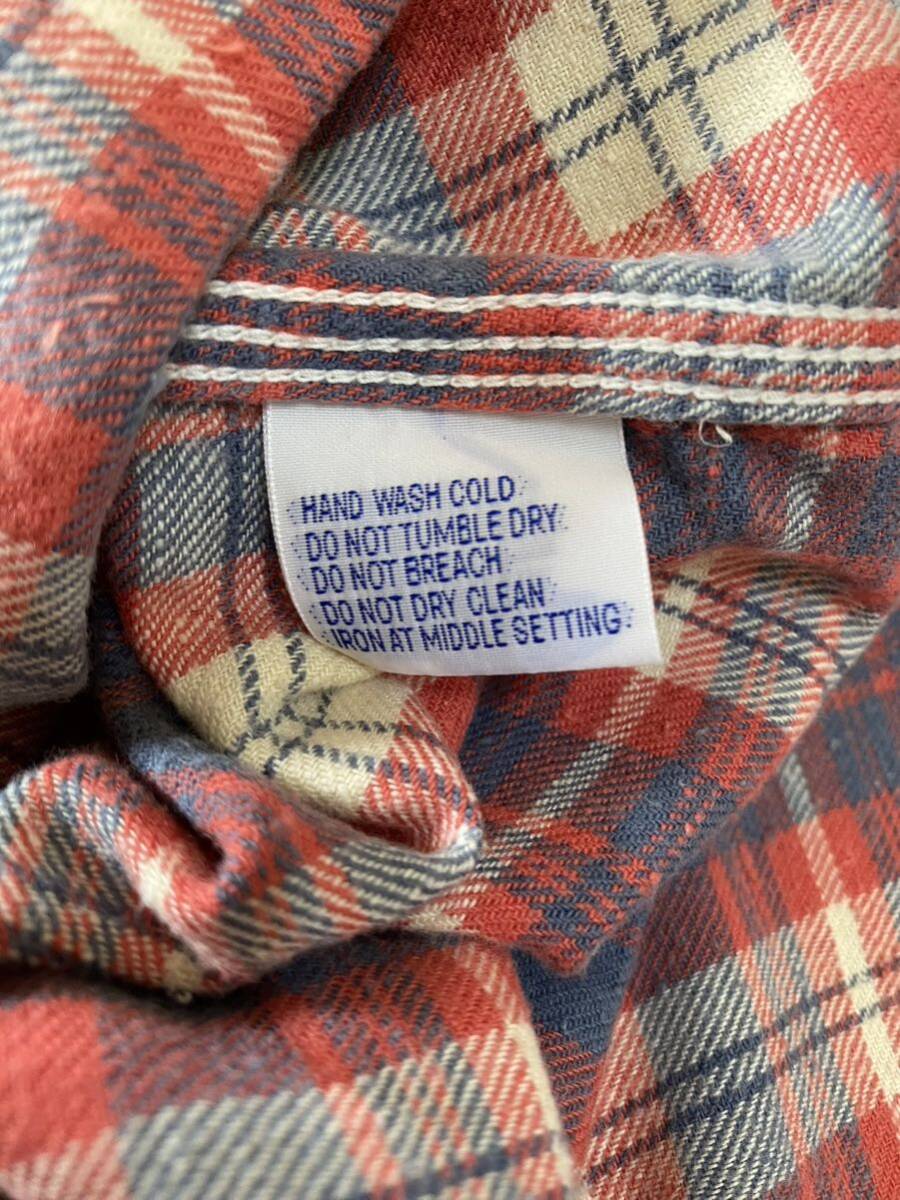 HAND WASH COLD
DO NOT TUMBLE DRY
DO NOT BREACH
DO NOT DRY CLEAN
IRON AT MIDDLE SETTING